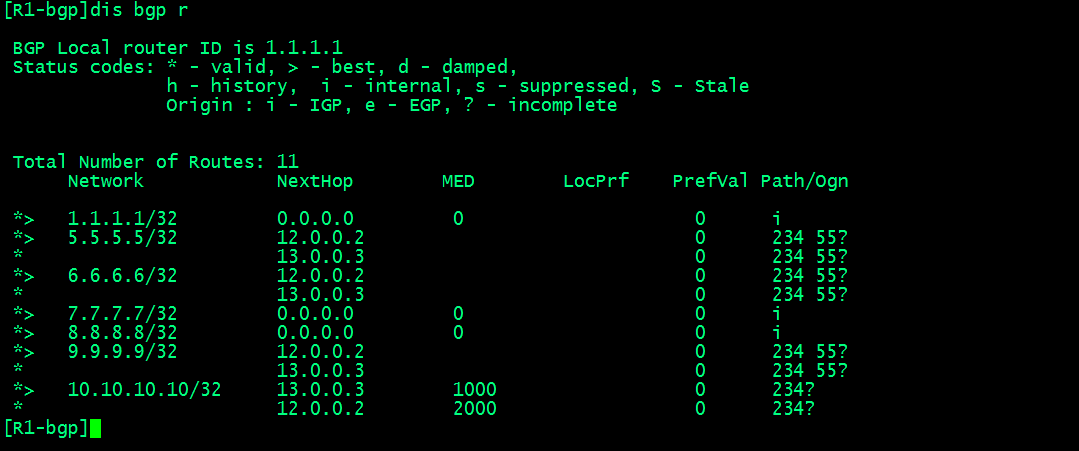 [R1-bgp]dis bgp r
BGP Local router ID is 1.1.1.1
Status codes: * - valid, > - best, d - damped,
h - history,  i - internal, s - suppressed, S - Stale
Origin : i - IGP, e - EGP, ? - incomplete
Total Number of Routes: 11
Network NextHop MED LocPrf PrefVal Path/Ogn
*> 1.1.1.1/32 0.0.0.0 0 0 i
*> 5.5.5.5/32 12.0.0.2 0 234 55?
* 13.0.0.3 0 234 55?
*> 6.6.6.6/32 12.0.0.2 0 234 55?
* 13.0.0.3 0 234 55?
*> 7.7.7.7/32 0.0.0.0 0 0 i
*> 8.8.8.8/32 0.0.0.0 0 0 i
*> 9.9.9.9/32 12.0.0.2 0 234 55?
* 13.0.0.3 0 234 55?
*> 10.10.10.10/32 13.0.0.3 1000 0 234?
* 12.0.0.2 2000 0 234?
[R1-bgp]